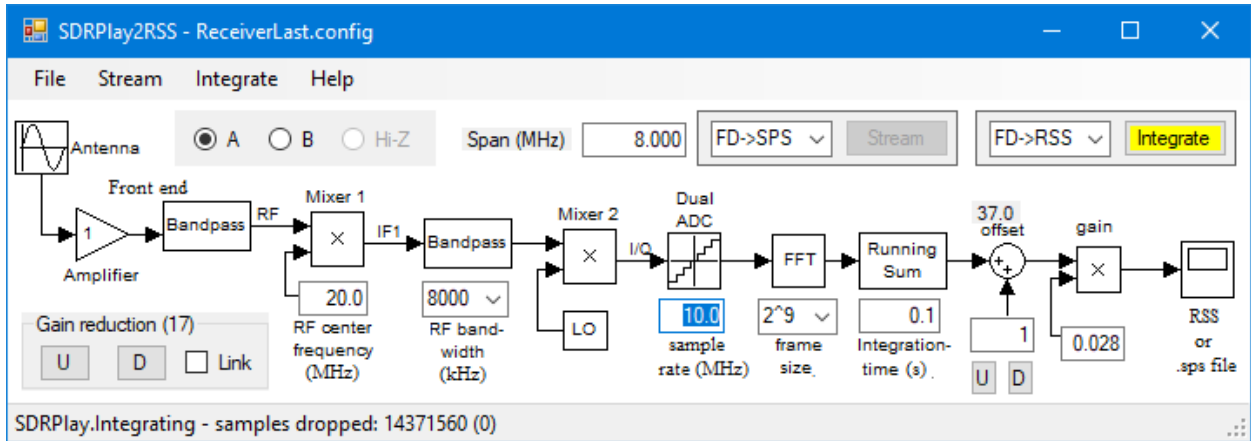 SDRPlay2RSS - ReceiverLast.config
File Stream Integrate Help
Antenna
A B Hi-Z
Span (MHz) 8.000
FD->SPS Stream
FD->RSS Integrate
Front end
1
Amplifier
Bandpass
RF
Mixer 1
×
IF1
20.0
RF center
frequency
(MHz)
Bandpass
8000
RF band-
width
(kHz)
Mixer 2
×
LO
I/Q
Dual
ADC
10.0
sample
rate (MHz)
FFT
2^9
frame
size.
Running
Sum
0.1
Integration-
time (s) .
37.0
offset
+
+
1
U D
gain
×
0.028
RSS
or
.sps file
Gain reduction (17)
U D Link
SDRPlay.Integrating - samples dropped: 14371560 (0)